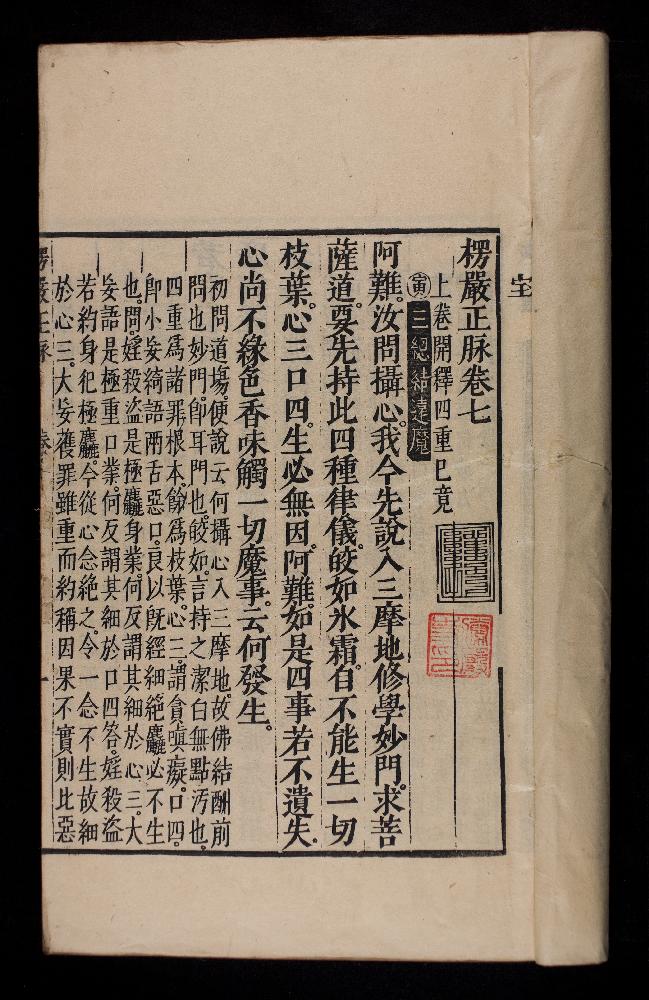 楞嚴正脉卷七
上卷開釋四重已竟
寅三總結遠魔
阿難。汝問攝心。我今先說入三摩地修學妙門。求菩
薩道。要先持此四種律儀。皎如氷霜。自不能生一切
枝葉。心三口四。生必無因。阿難。如是四事若不遺失。
心尚不緣色香味觸一切魔事。云何發生。
初問道塲。便說云何攝心入三摩地。故佛結酬前
問也。妙門。卽耳門也。皎如。言持之潔白無點汚也。
四重爲諸罪根本。餘爲枝葉。心三。謂貪嗔癡。口四。
卽小妄綺語兩舌惡口。良以旣經細絕。麤必不生
也。問。婬殺盜是極麤身業。何反謂其細於心三。大
妄語是極重口業。何反謂其細於口四。答。婬殺盜
若約身犯極麤。今從心念絕之。令一念不生。故細
於心三。大妄獲罪雖重。而約稱因果不實。則比惡
楞嚴正脉
一